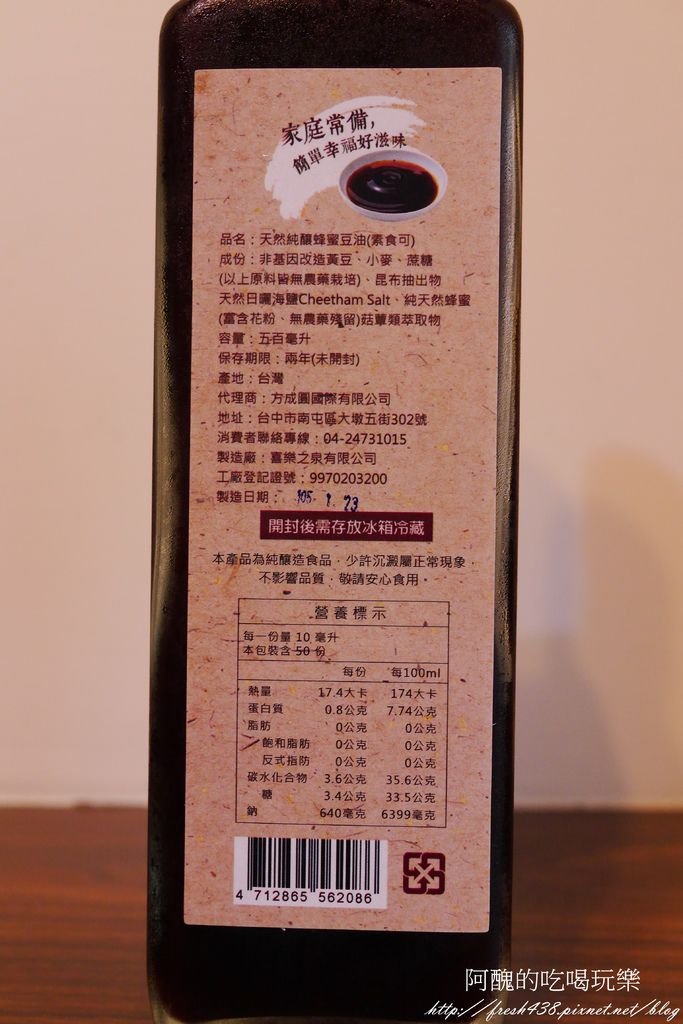 家庭常備,
簡單幸福好滋味
品名：天然純釀蜂蜜豆油(素食可)
成份：非基因改造黃豆、小麥、蔗糖
(以上原料皆無農藥栽培)、昆布抽出物
天然日曬海鹽Cheetham Salt、純天然蜂蜜
(富含花粉、無農藥殘留)菇蕈類萃取物
容量：五百毫升
保存期限：兩年(未開封)
產地：台灣
代理商：方成圓國際有限公司
地址：台中市南屯區大墩五街302號
消費者聯絡專線：04-24731015
製造廠：喜樂之泉有限公司
工廠登記證號：9970203200
製造日期： 105. 1. 23
開封後需存放冰箱冷藏
本產品為純釀造食品，少許沉澱屬正常現象，
不影響品質，敬請安心食用。
營養標示
每一份量 10 毫升
本包裝含 50 份
每份 每100ml
熱量 17.4大卡 174大卡
蛋白質 0.8公克 7.74公克
脂肪 0公克 0公克
飽和脂肪 0公克 0公克
反式指防 0公克 0公克
碳水化合物 3.6公克 35.6公克
糖 3.4公克 33.5公克
鈉 640毫克 6399毫克
4 712865 562086
阿醜的吃喝玩樂
http://fresh438.pixnet.net/blog